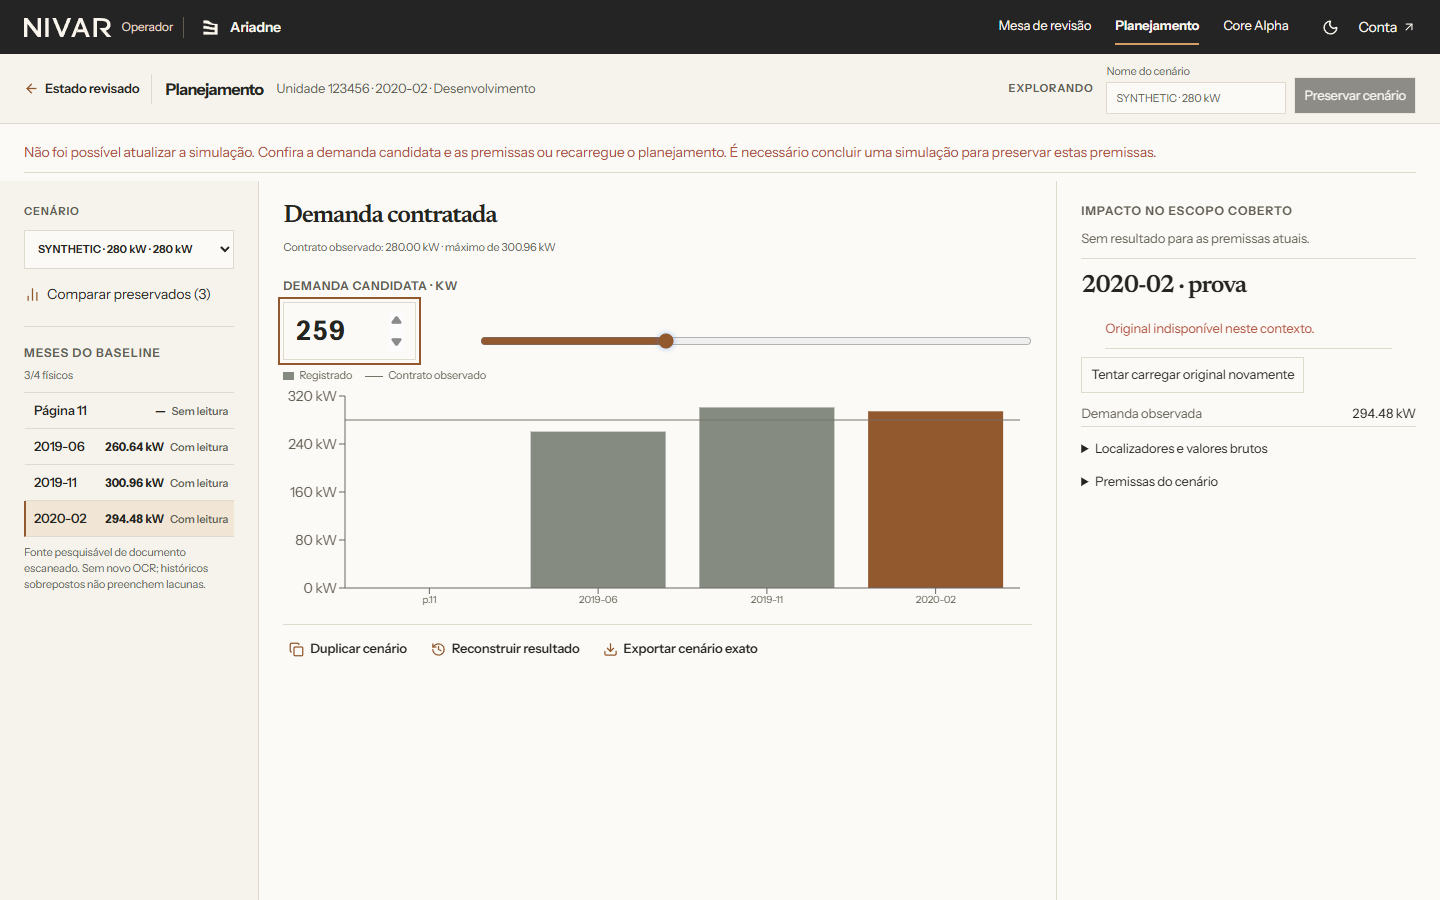 NIVAR Operador Ariadne Mesa de revisão Planejamento Core Alpha Conta
Estado revisado Planejamento Unidade 123456 · 2020-02 · Desenvolvimento EXPLORANDO
Nome do cenário
SYNTHETIC · 280 kW
Preservar cenário
Não foi possível atualizar a simulação. Confira a demanda candidata e as premissas ou recarregue o planejamento. É necessário concluir uma simulação para preservar estas premissas.
CENÁRIO
SYNTHETIC · 280 kW · 280 kW
Comparar preservados (3)
MESES DO BASELINE
3/4 físicos
Página 11 — Sem leitura
2019-06 260.64 kW Com leitura
2019-11 300.96 kW Com leitura
2020-02 294.48 kW Com leitura
Fonte pesquisável de documento
escaneado. Sem novo OCR; históricos
sobrepostos não preenchem lacunas.
Demanda contratada
Contrato observado: 280.00 kW · máximo de 300.96 kW
DEMANDA CANDIDATA · KW
259
Registrado Contrato observado
320 kW
240 kW
160 kW
80 kW
0 kW
p.11 2019-06 2019-11 2020-02
Duplicar cenário Reconstruir resultado Exportar cenário exato
IMPACTO NO ESCOPO COBERTO
Sem resultado para as premissas atuais.
2020-02 · prova
Original indisponível neste contexto.
Tentar carregar original novamente
Demanda observada 294.48 kW
Localizadores e valores brutos
Premissas do cenário